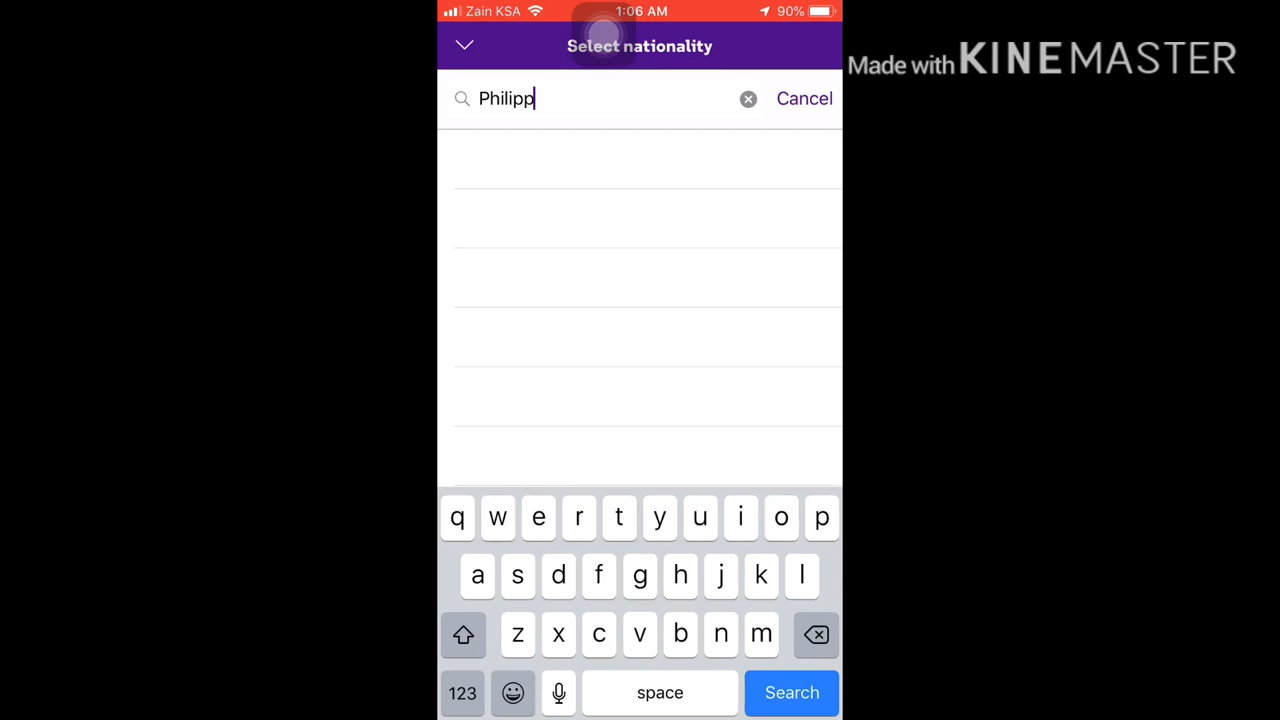 Zain KSA 1:06 AM 90%
Select nationality
Made with KINEMASTER
Philipp Cancel
q w e r t y u i o p
a s d f g h j k l
z x c v b n m
123 space Search